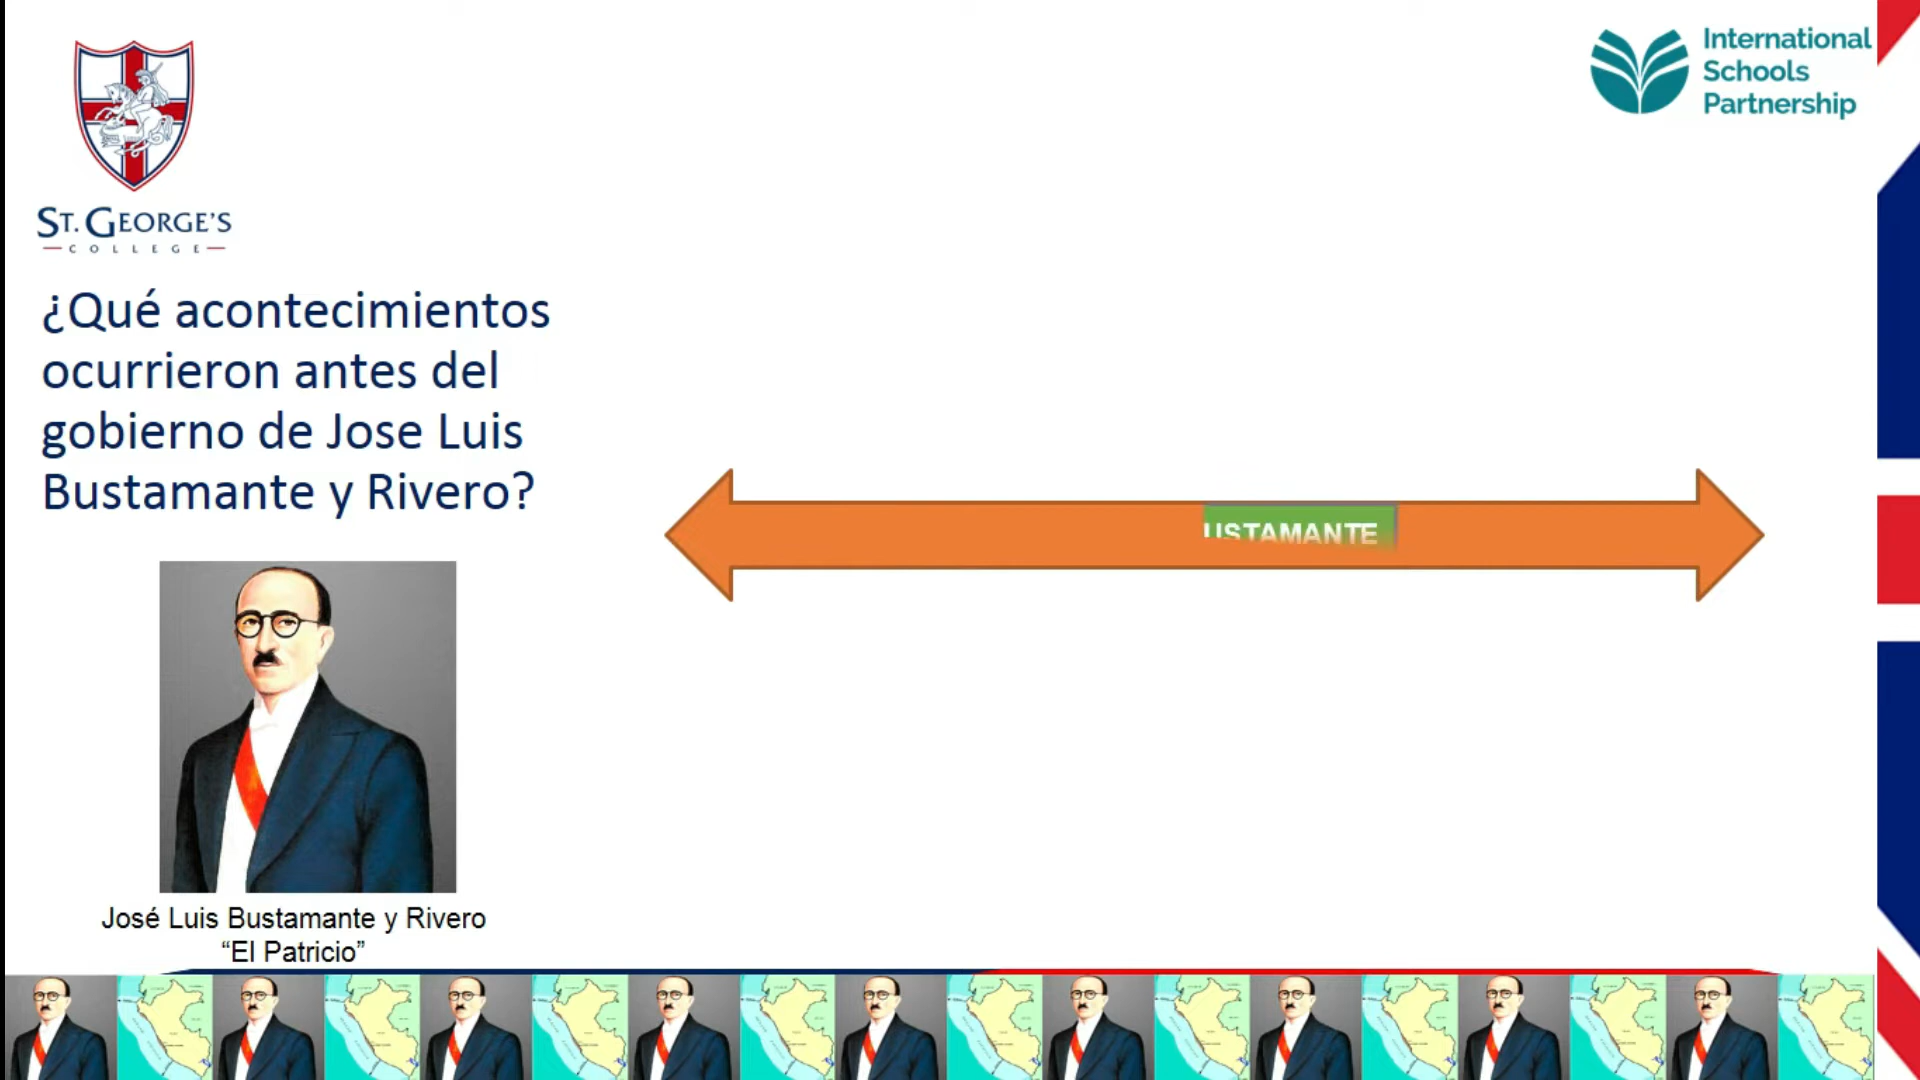 ST. GEORGE'S
COLLEGE
International
Schools
Partnership
¿Qué acontecimientos
ocurrieron antes del
gobierno de Jose Luis
Bustamante y Rivero?
USTAMANTE
José Luis Bustamante y Rivero
“El Patricio”